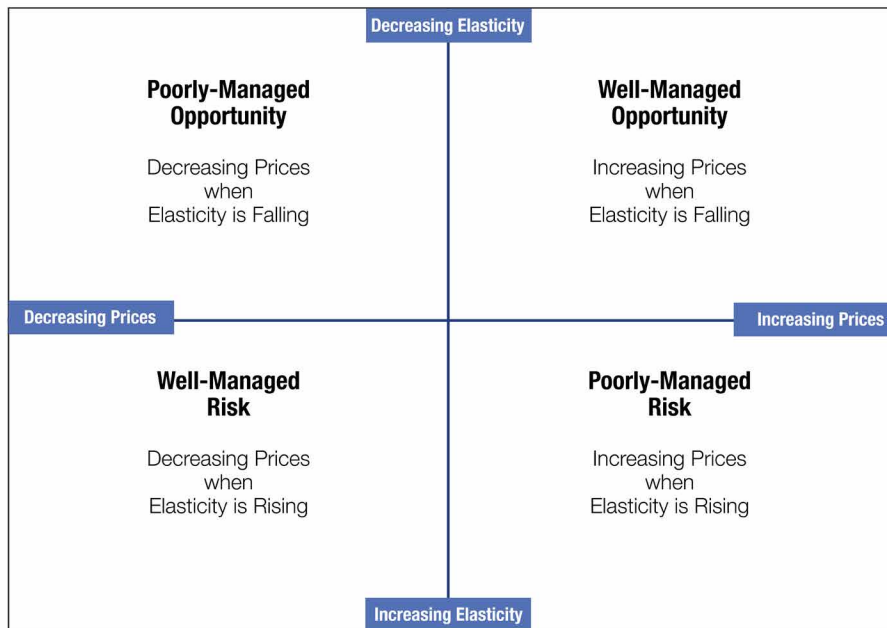 Decreasing Elasticity
Poorly-Managed
Opportunity
Decreasing Prices
when
Elasticity is Falling
Well-Managed
Opportunity
Increasing Prices
when
Elasticity is Falling
Decreasing Prices
Increasing Prices
Well-Managed
Risk
Decreasing Prices
when
Elasticity is Rising
Poorly-Managed
Risk
Increasing Prices
when
Elasticity is Rising
Increasing Elasticity